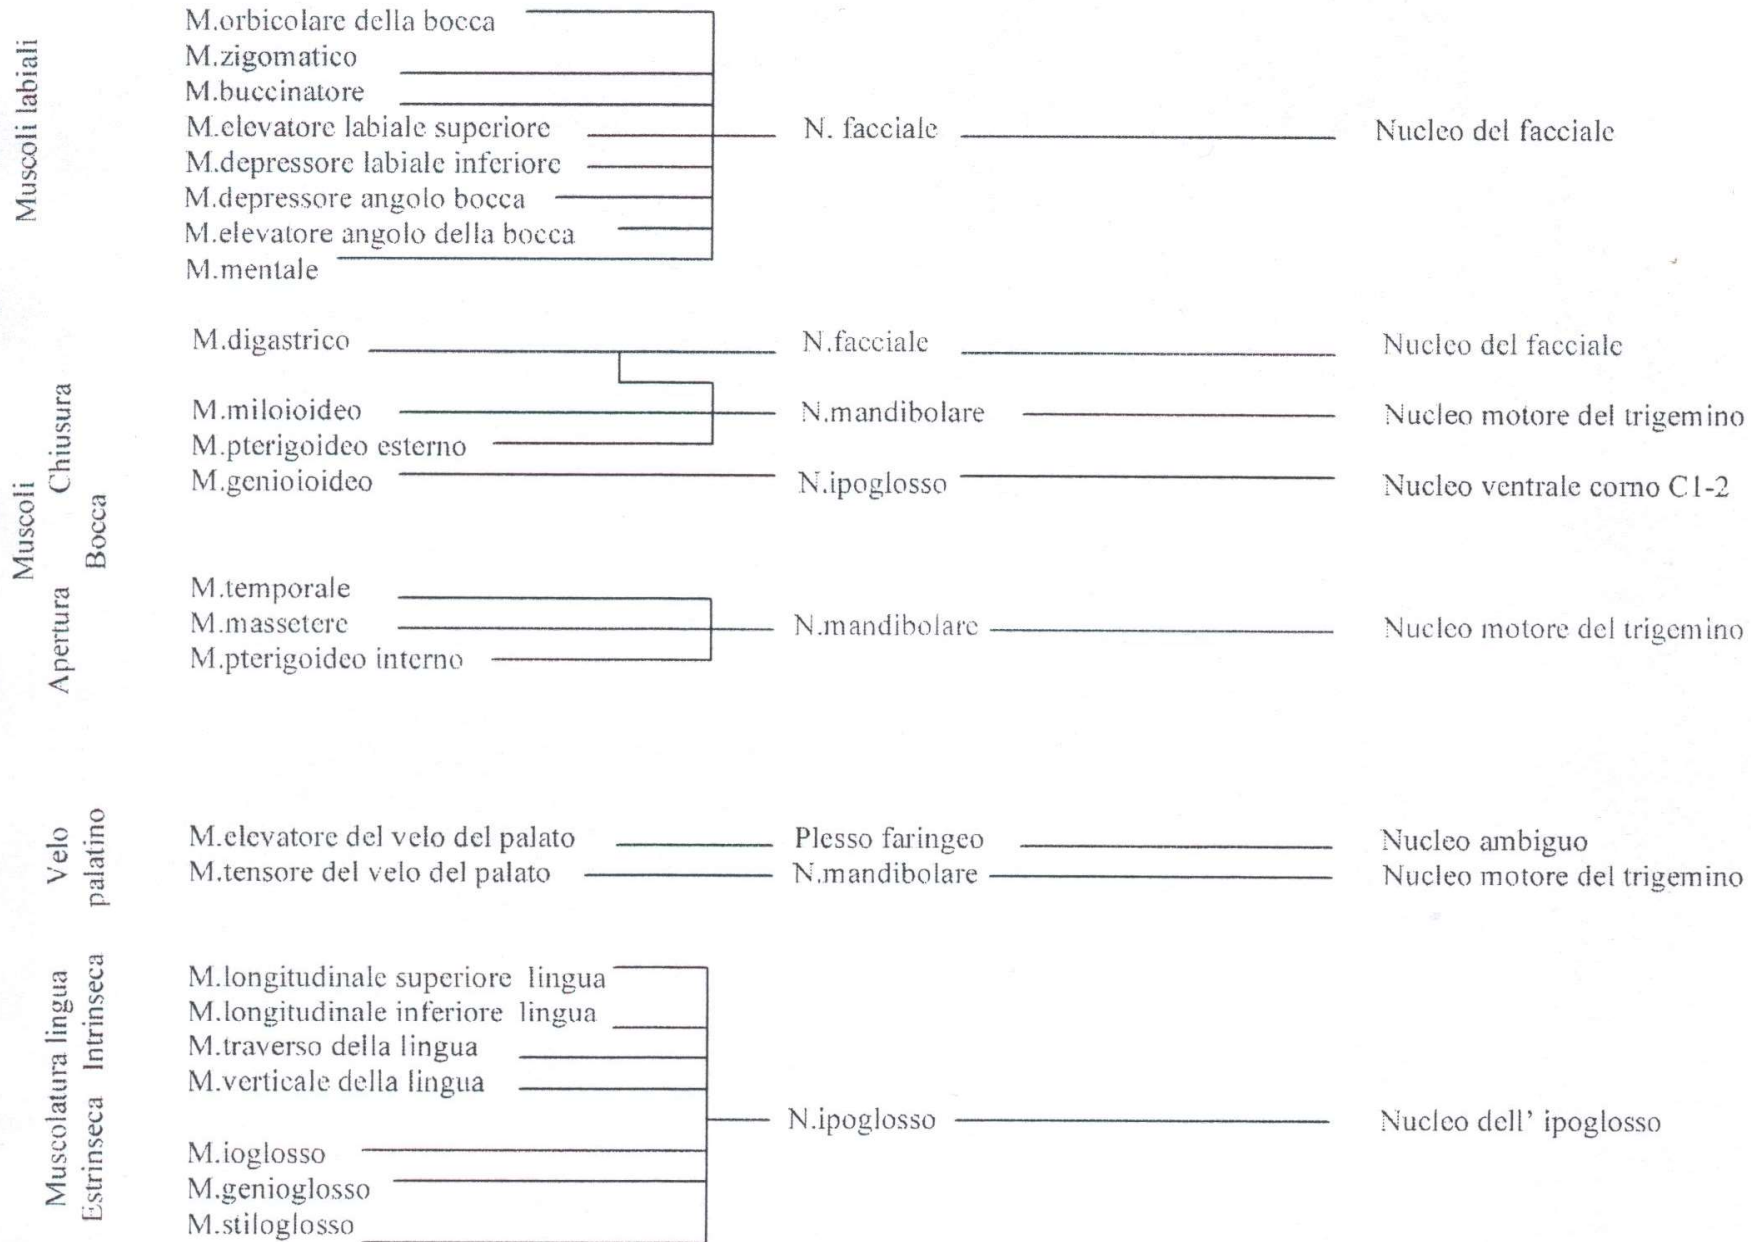 Muscoli labiali
M.orbicolare della bocca
M.zigomatico
M.buccinatore
M.elevatore labiale superiore
M.depressore labiale inferiore
M.depressore angolo bocca
M.elevatore angolo della bocca
M.mentale
N. facciale
Nucleo del facciale
Muscoli
Apertura Chiusura
Bocca
M.digastrico
N.facciale
Nucleo del facciale
M.miloioideo
N.mandibolare
Nucleo motore del trigemino
M.pterigoideo esterno
M.genioioideo
N.ipoglosso
Nucleo ventrale corno C1-2
M.temporale
M.massetere
N.mandibolare
Nucleo motore del trigemino
M.pterigoideo interno
Velo
palatino
M.elevatore del velo del palato
Plesso faringeo
Nucleo ambiguo
M.tensore del velo del palato
N.mandibolare
Nucleo motore del trigemino
Muscolatura lingua
Estrinseca Intrinseca
M.longitudinale superiore lingua
M.longitudinale inferiore lingua
M.traverso della lingua
M.verticale della lingua
N.ipoglosso
Nucleo dell' ipoglosso
M.ioglosso
M.genioglosso
M.stiloglosso